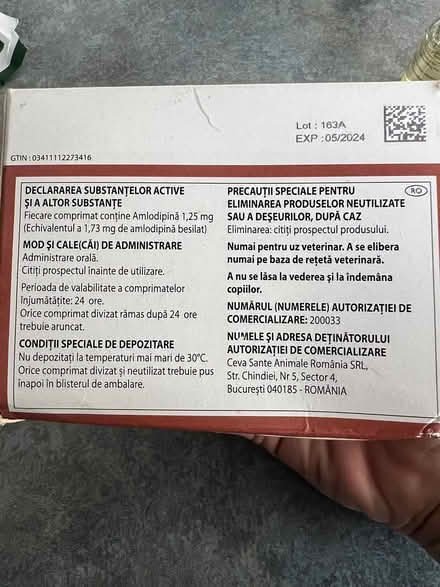 Lot : 163A
EXP : 05/2024
GTIN : 03411112273416
DECLARAREA SUBSTANȚELOR ACTIVE
ȘI A ALTOR SUBSTANȚE
Fiecare comprimat conține Amlodipină 1,25 mg
(Echivalentul a 1,73 mg de amlodipină besilat)
MOD ȘI CALE(CĂI) DE ADMINISTRARE
Administrare orală.
Citiți prospectul înainte de utilizare.
Perioada de valabilitate a comprimatelor
înjumătățite: 24 ore.
Orice comprimat divizat rămas după 24 ore
trebuie aruncat.
CONDIȚII SPECIALE DE DEPOZITARE
Nu depozitați la temperaturi mai mari de 30°C.
Orice comprimat divizat și neutilizat trebuie pus
înapoi în blisterul de ambalare.
PRECAUȚII SPECIALE PENTRU
ELIMINAREA PRODUSELOR NEUTILIZATE
SAU A DEȘEURILOR, DUPĂ CAZ
Eliminarea: citiți prospectul produsului.
Numai pentru uz veterinar. A se elibera
numai pe baza de rețetă veterinară.
A nu se lăsa la vederea și la îndemâna
copiilor.
NUMĂRUL (NUMERELE) AUTORIZAȚIEI DE
COMERCIALIZARE: 200033
NUMELE ȘI ADRESA DEȚINĂTORULUI
AUTORIZAȚIEI DE COMERCIALIZARE
Ceva Sante Animale România SRL,
Str. Chindiei, Nr 5, Sector 4,
București 040185 - ROMÂNIA
RO